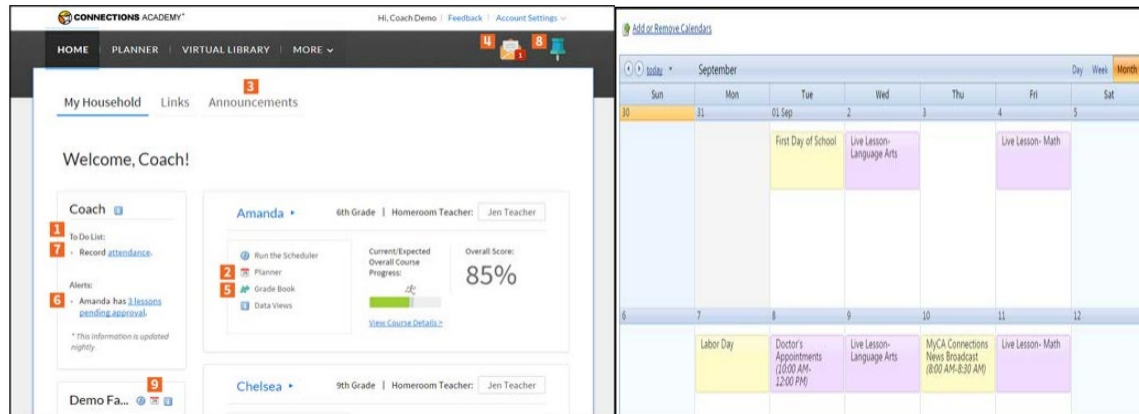 CONNECTIONS ACADEMY
Hi, Coach Demo | Feedback | Account Settings
HOME | PLANNER | VIRTUAL LIBRARY | MORE
4
1
8
3
My Household Links Announcements
Welcome, Coach!
Coach
1
To Do List:
7
• Record attendance.
Alerts:
6
• Amanda has 3 lessons
pending approval.
* This information is updated
nightly.
9
Demo Fa...
Amanda
6th Grade | Homeroom Teacher: Jen Teacher
Run the Scheduler
2 Planner
5 Grade Book
Data Views
Current/Expected
Overall Course
Progress:
View Course Details >
Overall Score:
85%
Chelsea
9th Grade | Homeroom Teacher: Jen Teacher
Add or Remove Calendars
today September Day Week Month
Sun Mon Tue Wed Thu Fri Sat
30 31 01 Sep 2 3 4 5
First Day of School
Live Lesson-
Language Arts
Live Lesson- Math
6 7 8 9 10 11 12
Labor Day
Doctor's
Appointments
(10:00 AM-
12:00 PM)
Live Lesson-
Language Arts
MyCA Connections
News Broadcast
(8:00 AM-8:30 AM)
Live Lesson- Math